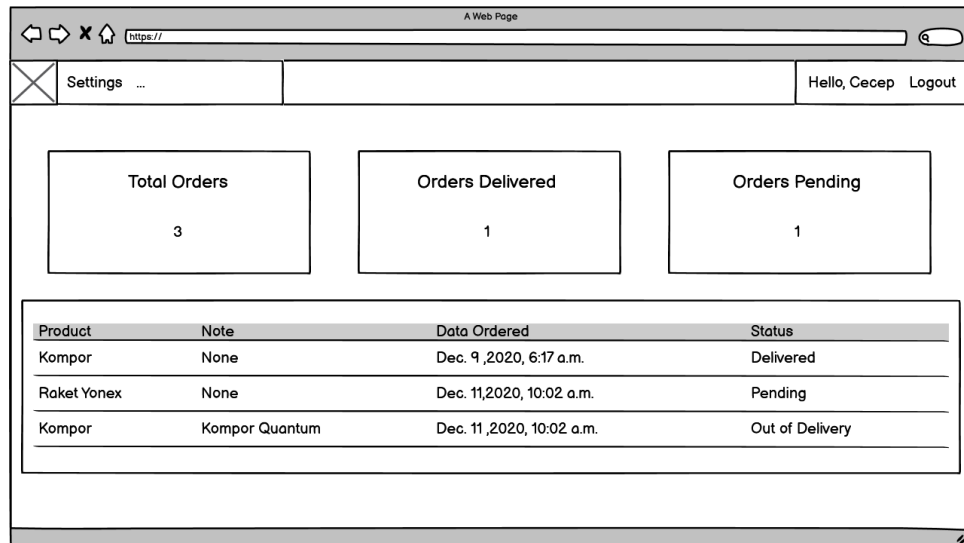 A Web Page
https://
Settings ... Hello, Cecep Logout
Total Orders Orders Delivered Orders Pending
3 1 1
Product Note Data Ordered Status
Kompor None Dec. 9 ,2020, 6:17 a.m. Delivered
Raket Yonex None Dec. 11,2020, 10:02 a.m. Pending
Kompor Kompor Quantum Dec. 11 ,2020, 10:02 a.m. Out of Delivery